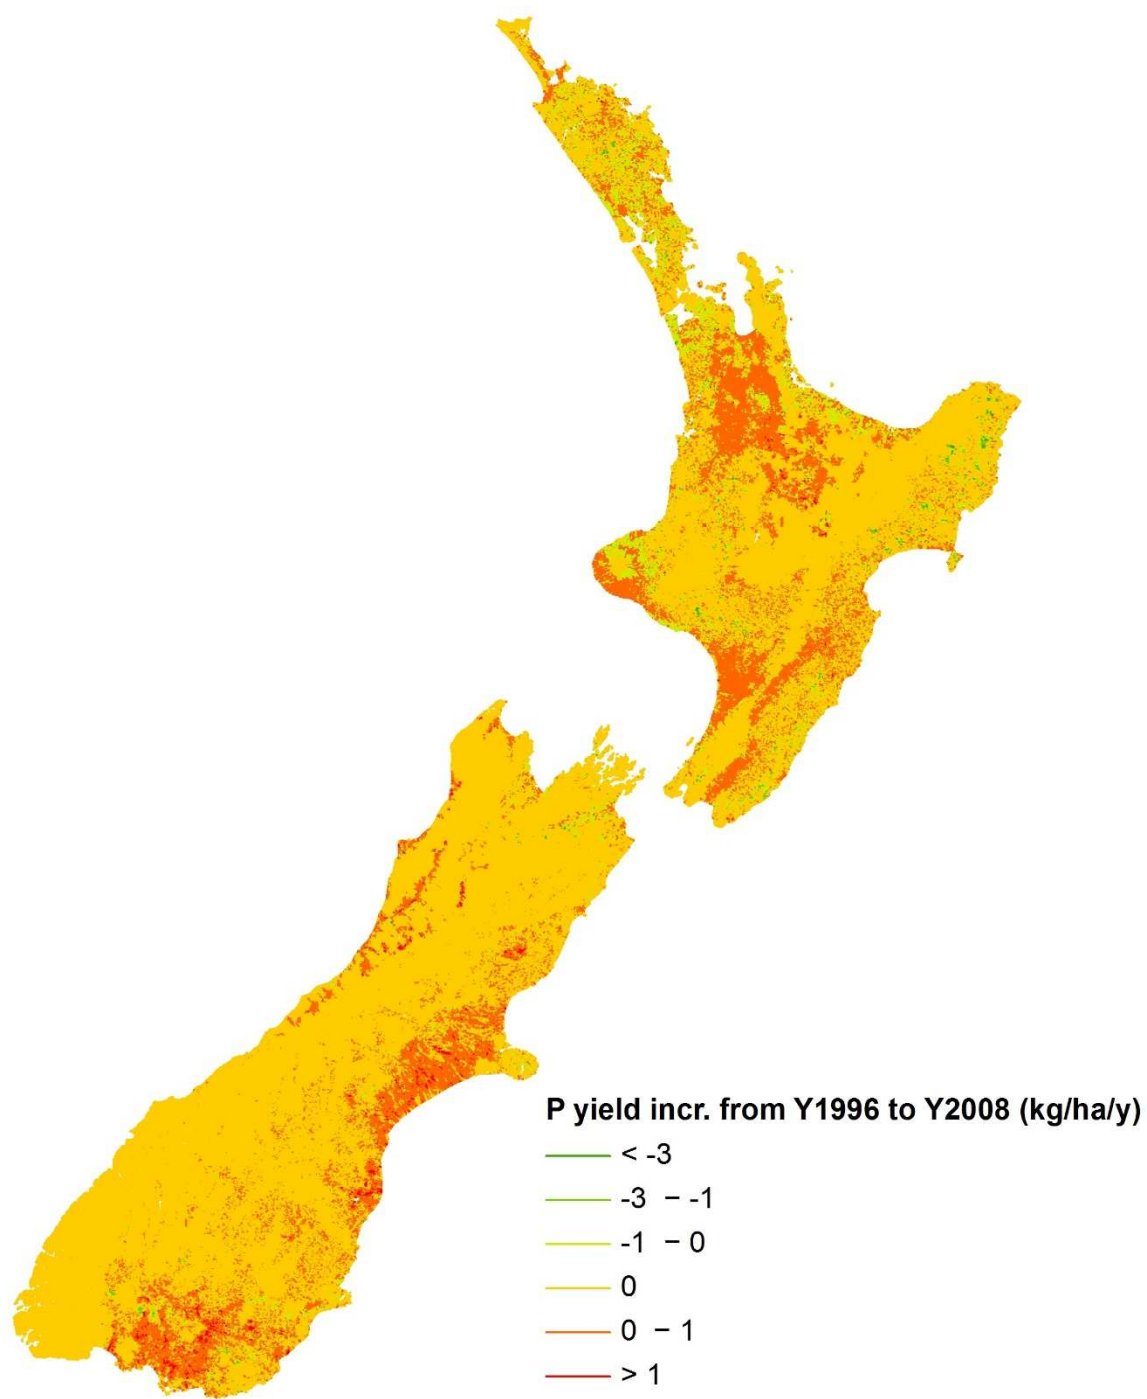 P yield incr. from Y1996 to Y2008 (kg/ha/y)
< -3
-3 – -1
-1 – 0
0
0 – 1
> 1